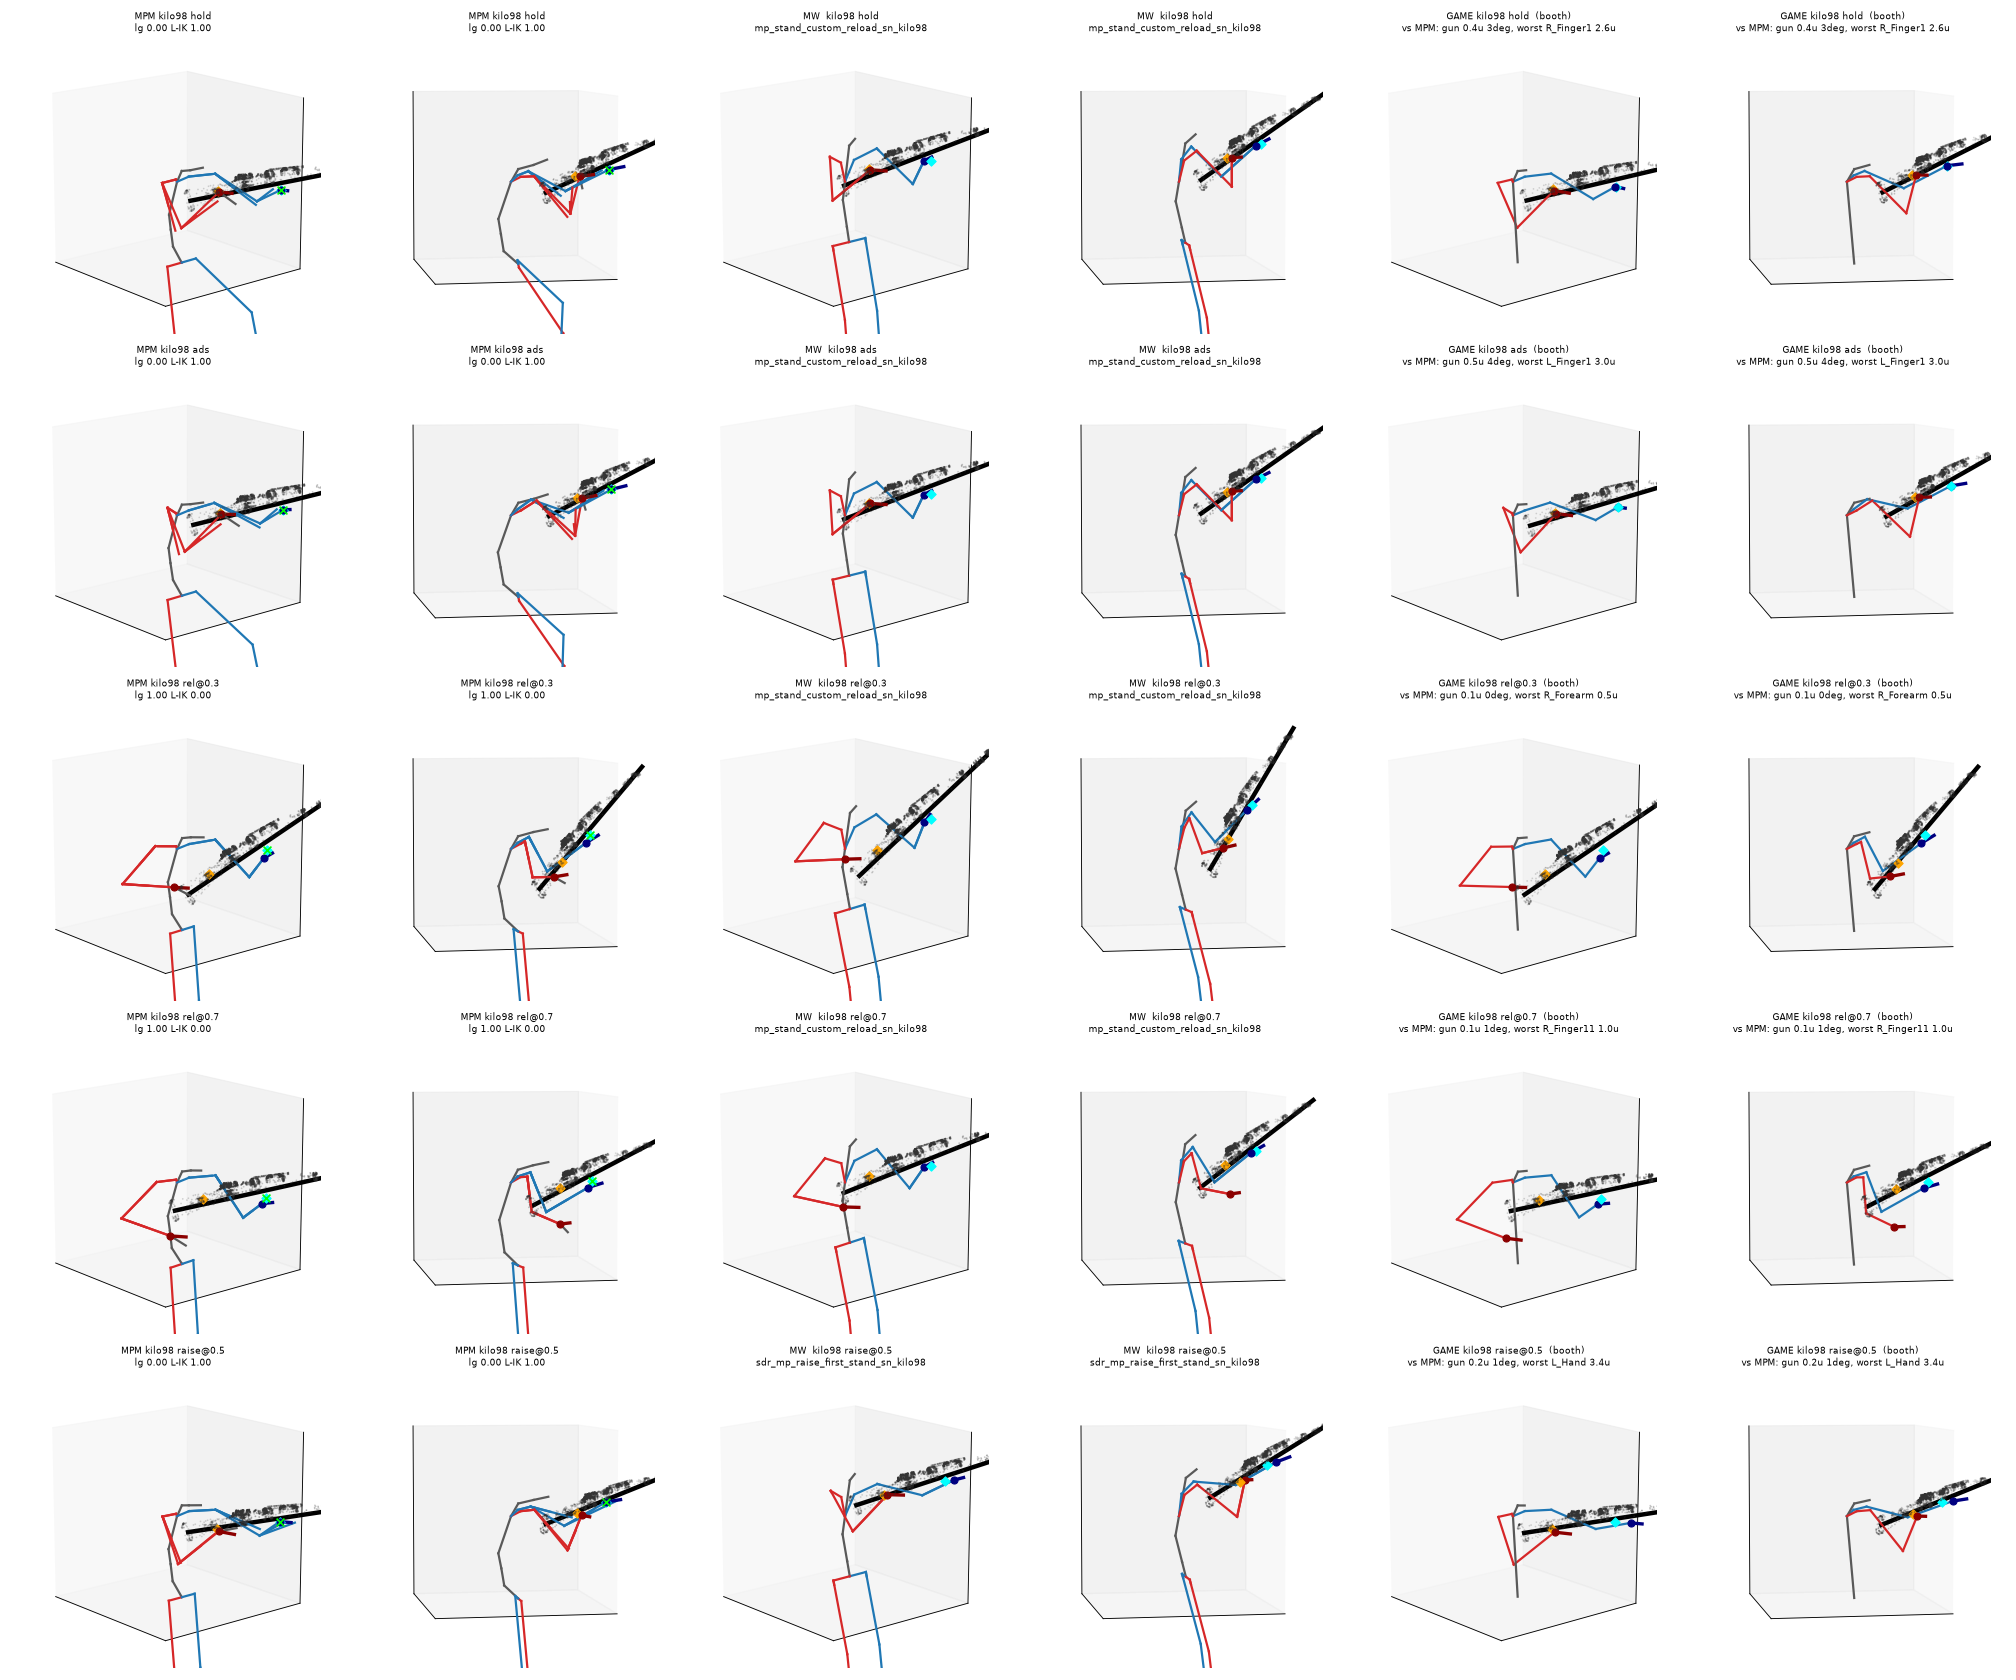 MPM kilo98 hold
lg 0.00 L-IK 1.00
MPM kilo98 hold
lg 0.00 L-IK 1.00
MW  kilo98 hold
mp_stand_custom_reload_sn_kilo98
MW  kilo98 hold
mp_stand_custom_reload_sn_kilo98
GAME kilo98 hold  (booth)
vs MPM: gun 0.4u 3deg, worst R_Finger1 2.6u
GAME kilo98 hold  (booth)
vs MPM: gun 0.4u 3deg, worst R_Finger1 2.6u
MPM kilo98 ads
lg 0.00 L-IK 1.00
MPM kilo98 ads
lg 0.00 L-IK 1.00
MW  kilo98 ads
mp_stand_custom_reload_sn_kilo98
MW  kilo98 ads
mp_stand_custom_reload_sn_kilo98
GAME kilo98 ads  (booth)
vs MPM: gun 0.5u 4deg, worst L_Finger1 3.0u
GAME kilo98 ads  (booth)
vs MPM: gun 0.5u 4deg, worst L_Finger1 3.0u
MPM kilo98 rel@0.3
lg 1.00 L-IK 0.00
MPM kilo98 rel@0.3
lg 1.00 L-IK 0.00
MW  kilo98 rel@0.3
mp_stand_custom_reload_sn_kilo98
MW  kilo98 rel@0.3
mp_stand_custom_reload_sn_kilo98
GAME kilo98 rel@0.3  (booth)
vs MPM: gun 0.1u 0deg, worst R_Forearm 0.5u
GAME kilo98 rel@0.3  (booth)
vs MPM: gun 0.1u 0deg, worst R_Forearm 0.5u
MPM kilo98 rel@0.7
lg 1.00 L-IK 0.00
MPM kilo98 rel@0.7
lg 1.00 L-IK 0.00
MW  kilo98 rel@0.7
mp_stand_custom_reload_sn_kilo98
MW  kilo98 rel@0.7
mp_stand_custom_reload_sn_kilo98
GAME kilo98 rel@0.7  (booth)
vs MPM: gun 0.1u 1deg, worst R_Finger11 1.0u
GAME kilo98 rel@0.7  (booth)
vs MPM: gun 0.1u 1deg, worst R_Finger11 1.0u
MPM kilo98 raise@0.5
lg 0.00 L-IK 1.00
MPM kilo98 raise@0.5
lg 0.00 L-IK 1.00
MW  kilo98 raise@0.5
sdr_mp_raise_first_stand_sn_kilo98
MW  kilo98 raise@0.5
sdr_mp_raise_first_stand_sn_kilo98
GAME kilo98 raise@0.5  (booth)
vs MPM: gun 0.2u 1deg, worst L_Hand 3.4u
GAME kilo98 raise@0.5  (booth)
vs MPM: gun 0.2u 1deg, worst L_Hand 3.4u